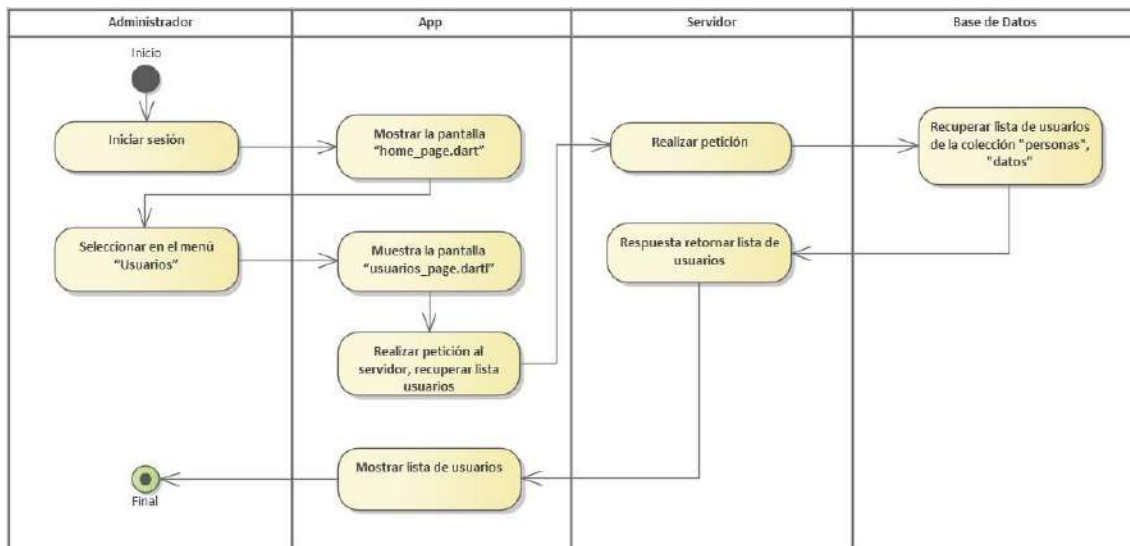 Administrador
App
Servidor
Base de Datos
Inicio
Iniciar sesión
Mostrar la pantalla
"home_page.dart"
Realizar petición
Recuperar lista de usuarios
de la colección "personas",
"datos"
Seleccionar en el menú
"Usuarios"
Muestra la pantalla
"usuarios_page.dartl"
Respuesta retornar lista de
usuarios
Realizar petición al
servidor, recuperar lista
usuarios
Mostrar lista de usuarios
Final